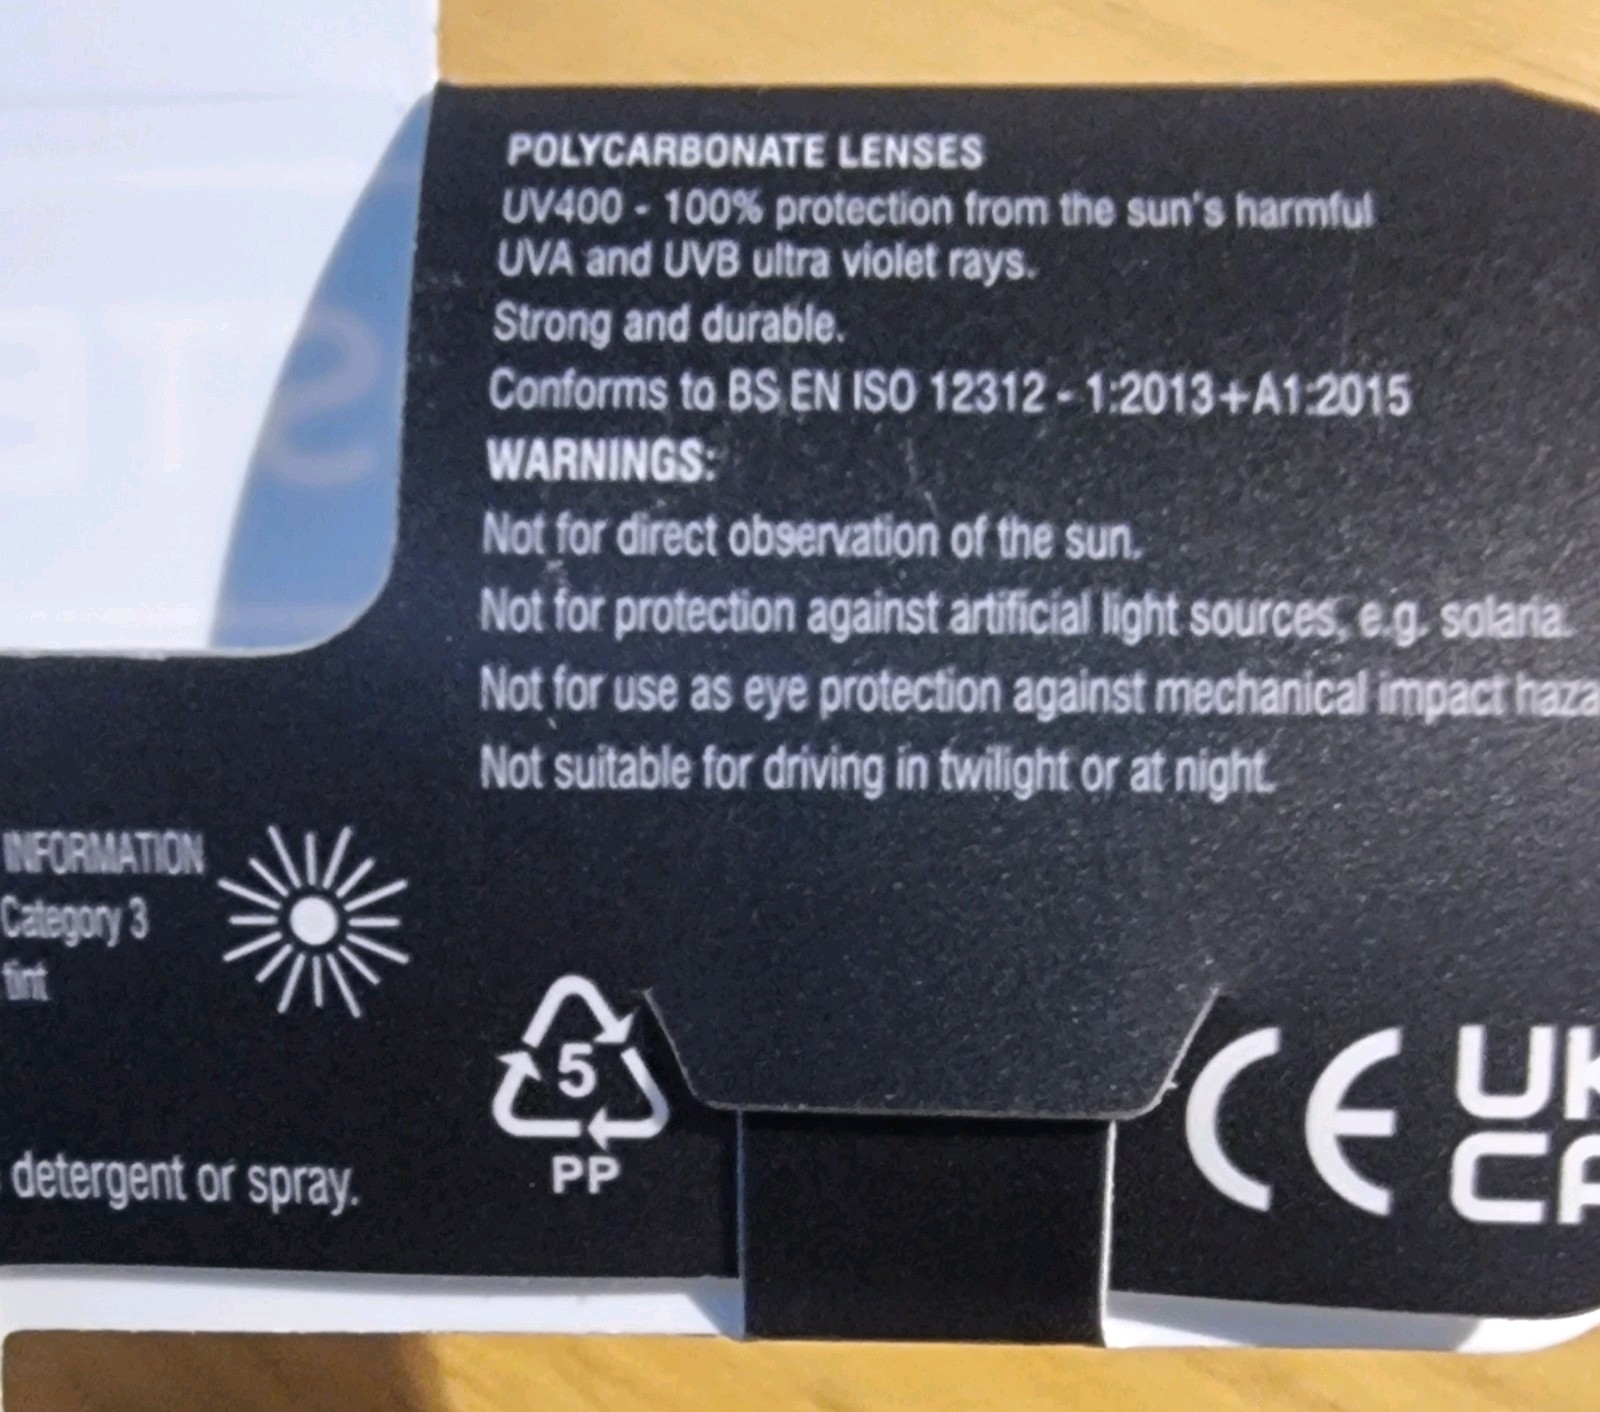 POLYCARBONATE LENSES
UV400 - 100% protection from the sun's harmful
UVA and UVB ultra violet rays.
Strong and durable.
Conforms to BS EN ISO 12312 - 1:2013+A1:2015
WARNINGS:
Not for direct observation of the sun.
Not for protection against artificial light sources, e.g. solaria.
Not for use as eye protection against mechanical impact
Not suitable for driving in twilight or at night.
INFORMATION
Category 3
tint
5
PP
CE
detergent or spray.